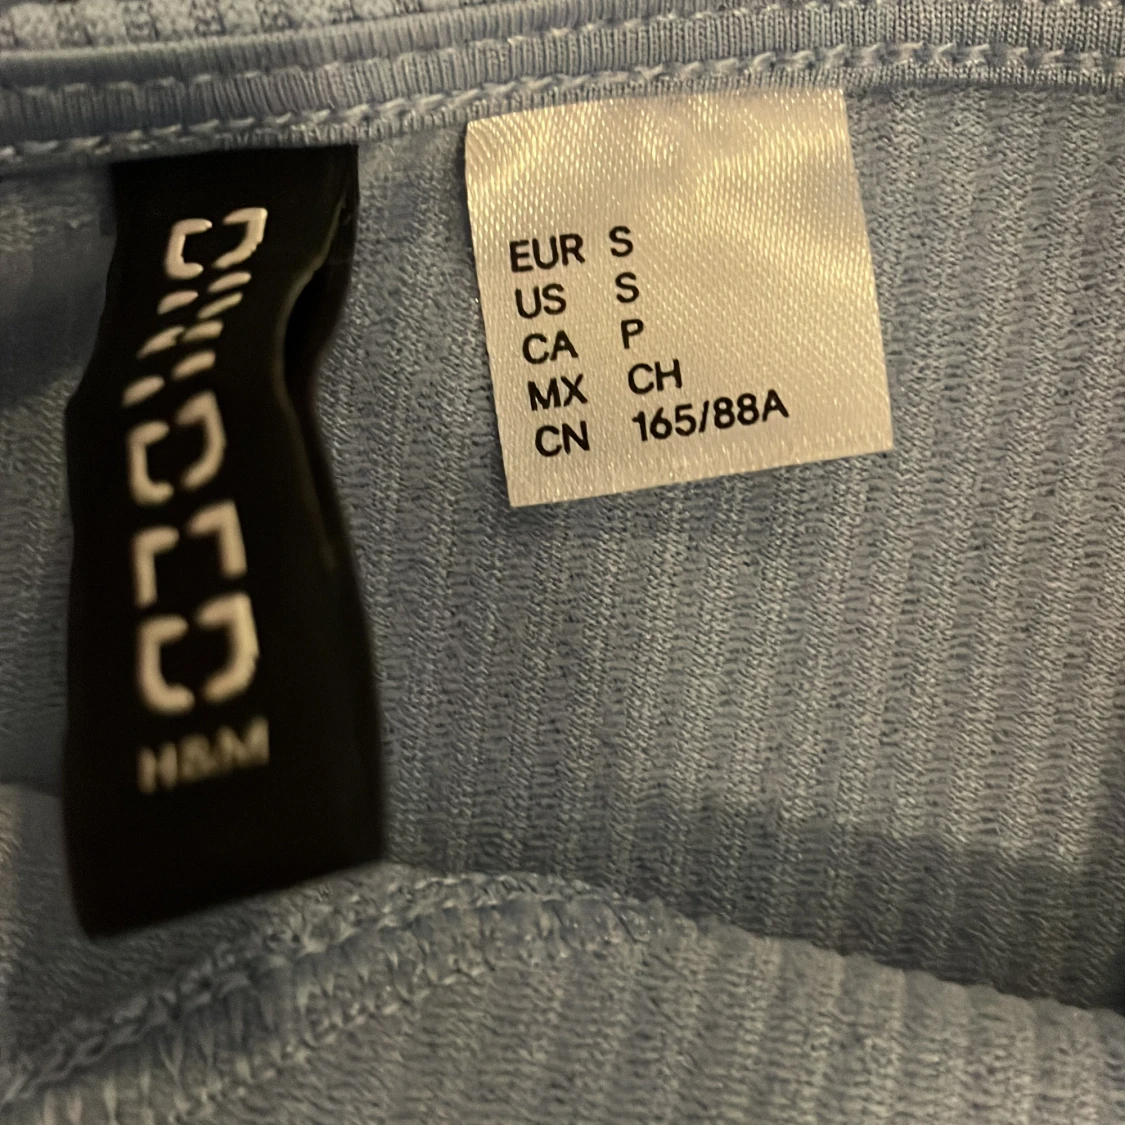 DIVIDED
H&M
EUR S
US S
CA P
MX CH
CN 165/88A